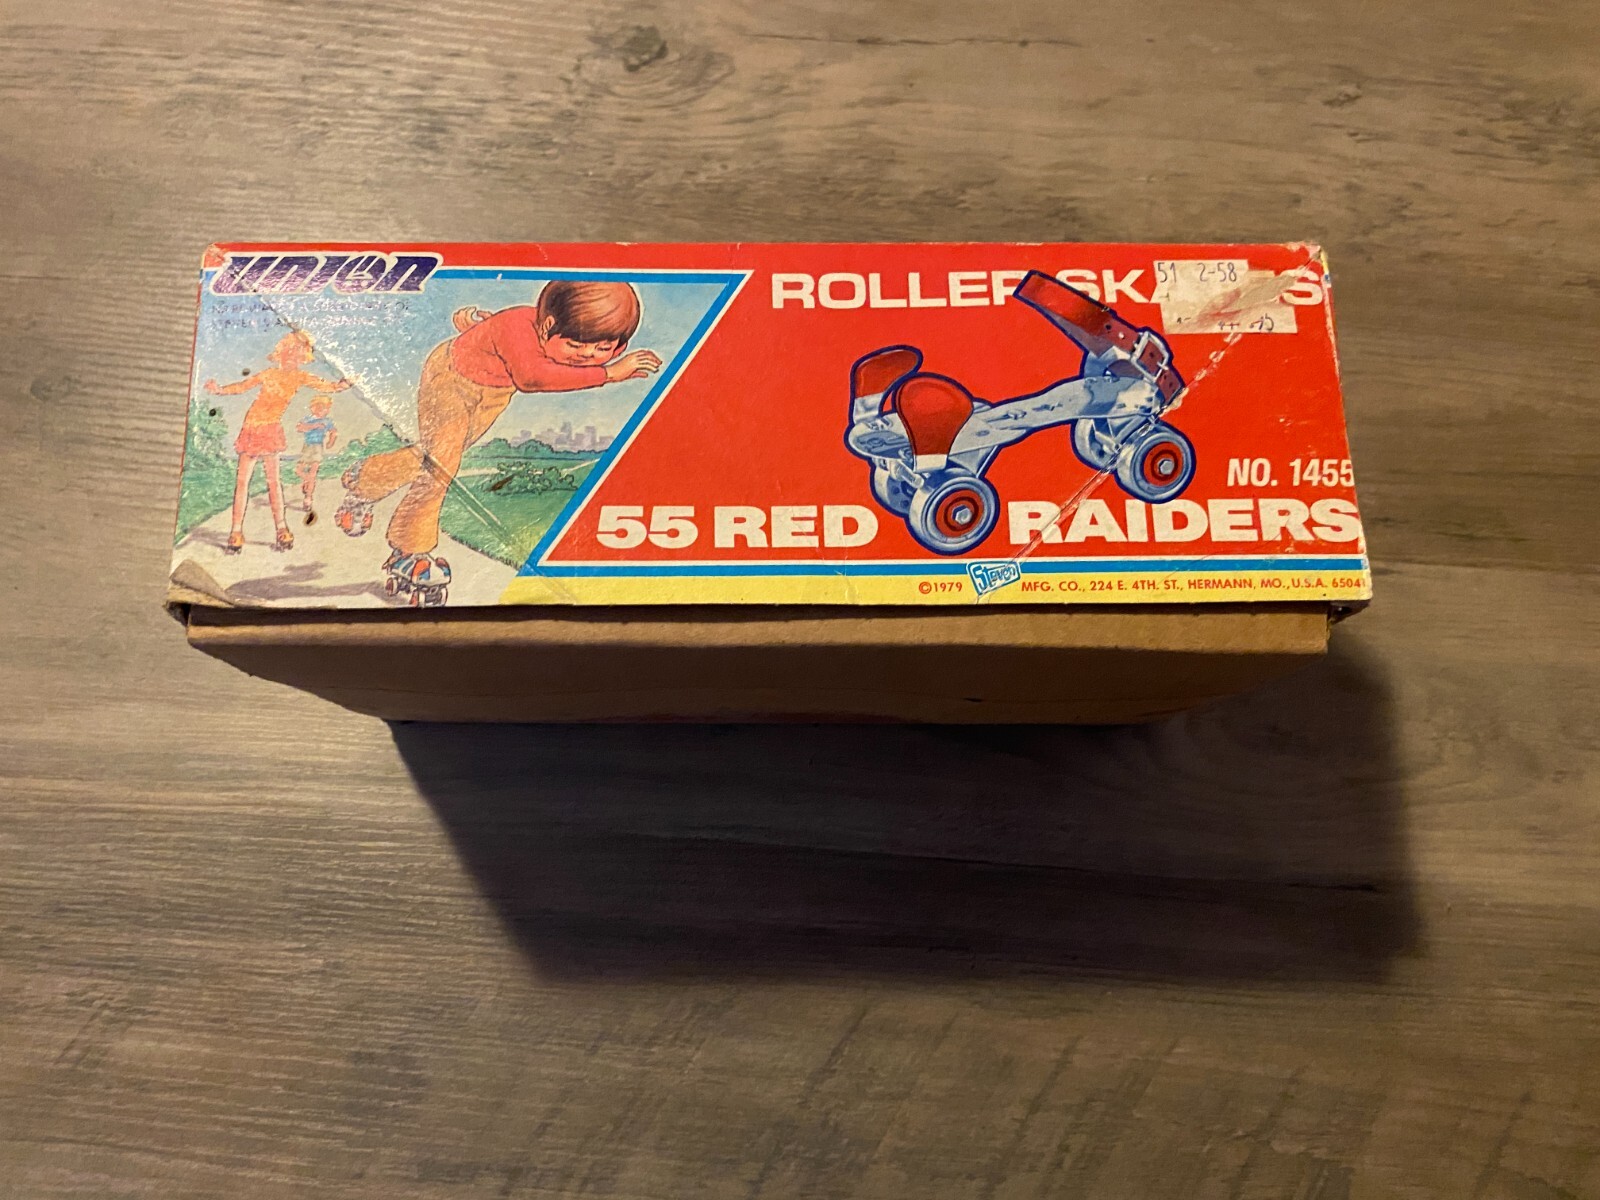 union
ROLLER SKATES
51 2-58
NO. 1455
55 RED RAIDERS
©1979 Steven MFG. CO., 224 E. 4TH. ST., HERMANN, MO., U.S.A. 65041